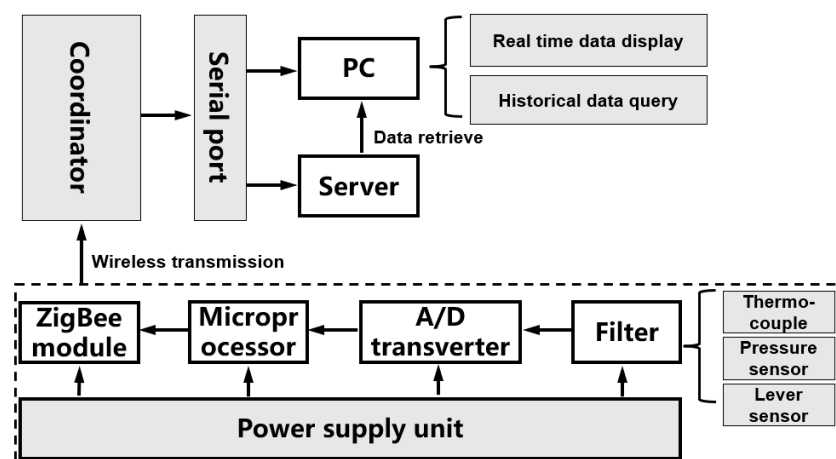 Coordinator
Serial port
PC
Real time data display
Historical data query
Data retrieve
Server
Wireless transmission
ZigBee
module
Micropr
ocessor
A/D
transverter
Filter
Thermo-
couple
Pressure
sensor
Lever
sensor
Power supply unit